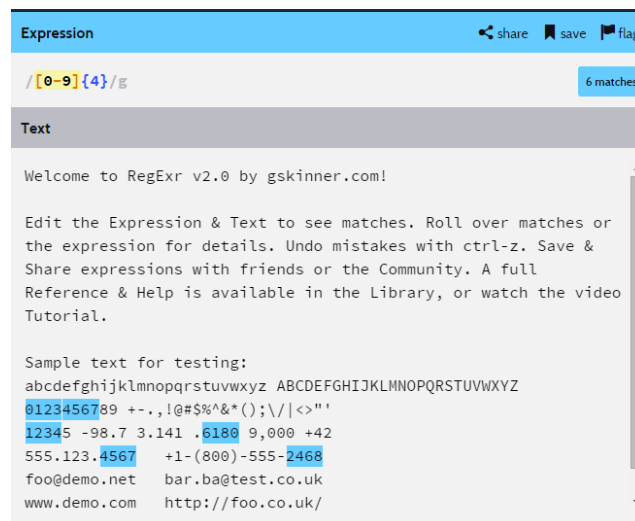 Expression share save flag
/[0-9]{4}/g 6 matches
Text
Welcome to RegExr v2.0 by gskinner.com!
Edit the Expression & Text to see matches. Roll over matches or
the expression for details. Undo mistakes with ctrl-z. Save &
Share expressions with friends or the Community. A full
Reference & Help is available in the Library, or watch the video
Tutorial.
Sample text for testing:
abcdefghijklmnopqrstuvwxyz ABCDEFGHIJKLMNOPQRSTUVWXYZ
0123456789 +-.,!@#$%^&*();\/|<>"'
12345 -98.7 3.141 .6180 9,000 +42
555.123.4567 +1-(800)-555-2468
foo@demo.net bar.ba@test.co.uk
www.demo.com http://foo.co.uk/